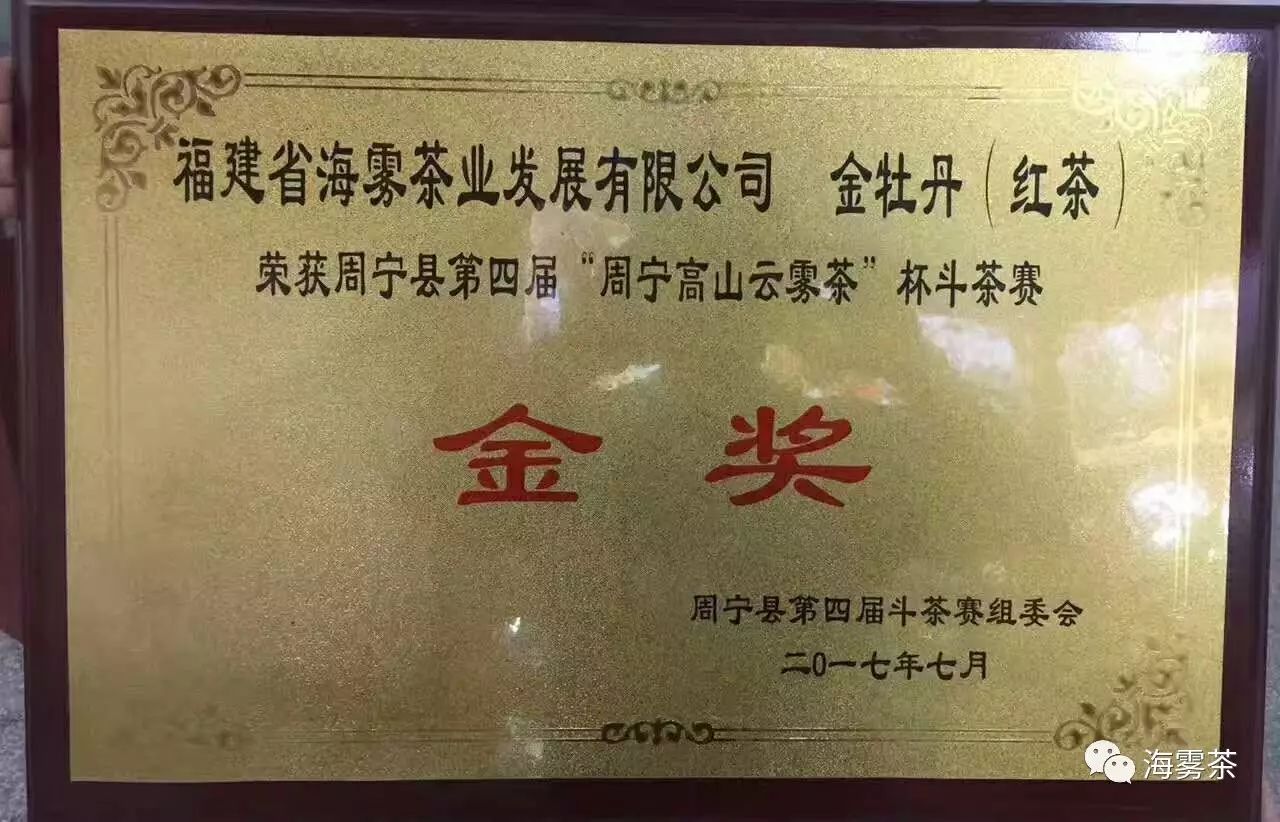 福建省海雾茶业发展有限公司 金牡丹（红茶）
荣获周宁县第四届“周宁高山云雾茶”杯斗茶赛
金 奖
周宁县第四届斗茶赛组委会
二0一七年七月
海雾茶